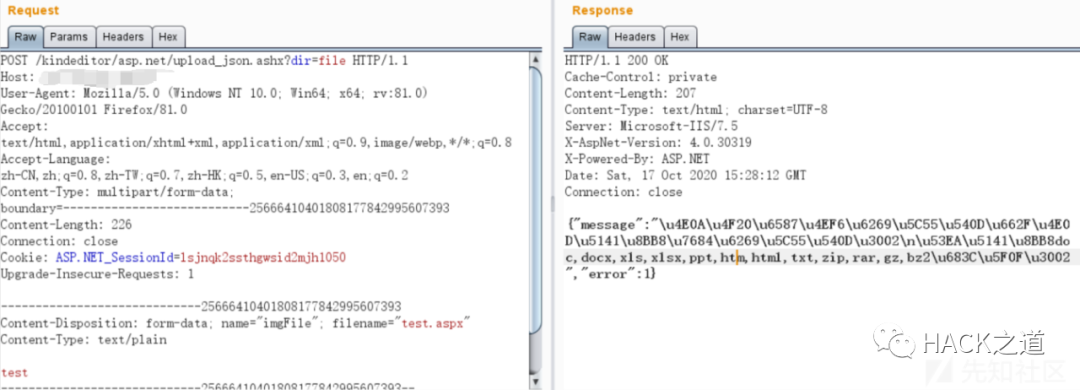 Request
Raw Params Headers Hex
POST /kindeditor/asp.net/upload_json.ashx?dir=file HTTP/1.1
Host:
User-Agent: Mozilla/5.0 (Windows NT 10.0; Win64; x64; rv:81.0)
Gecko/20100101 Firefox/81.0
Accept:
text/html,application/xhtml+xml,application/xml;q=0.9,image/webp,*/*;q=0.8
Accept-Language:
zh-CN,zh;q=0.8,zh-TW;q=0.7,zh-HK;q=0.5,en-US;q=0.3,en;q=0.2
Content-Type: multipart/form-data;
boundary=---------------------------256664104018081778429956073​93
Content-Length: 226
Connection: close
Cookie: ASP.NET_SessionId=lsjnqk2ssthgwsid2mjh1050
Upgrade-Insecure-Requests: 1
-----------------------------25666410401808177842995607393
Content-Disposition: form-data; name="imgFile"; filename="test.aspx"
Content-Type: text/plain
test
-----------------------------25666410401808177842995607393--
Response
Raw Headers Hex
HTTP/1.1 200 OK
Cache-Control: private
Content-Length: 207
Content-Type: text/html; charset=UTF-8
Server: Microsoft-IIS/7.5
X-AspNet-Version: 4.0.30319
X-Powered-By: ASP.NET
Date: Sat, 17 Oct 2020 15:28:12 GMT
Connection: close
{"message":"\u4E0A\u4F20\u6587\u4EF6\u6269\u5C55\u540D\u662F\u4E0
D\u5141\u8BB8\u7684\u6269\u5C55\u540D\u3002\n\u53EA\u5141\u8BB8do
c,docx,xls,xlsx,ppt,htm,html,txt,zip,rar,gz,bz2\u683C\u5F0F\u3002
","error":1}
HACK之道
先知社区